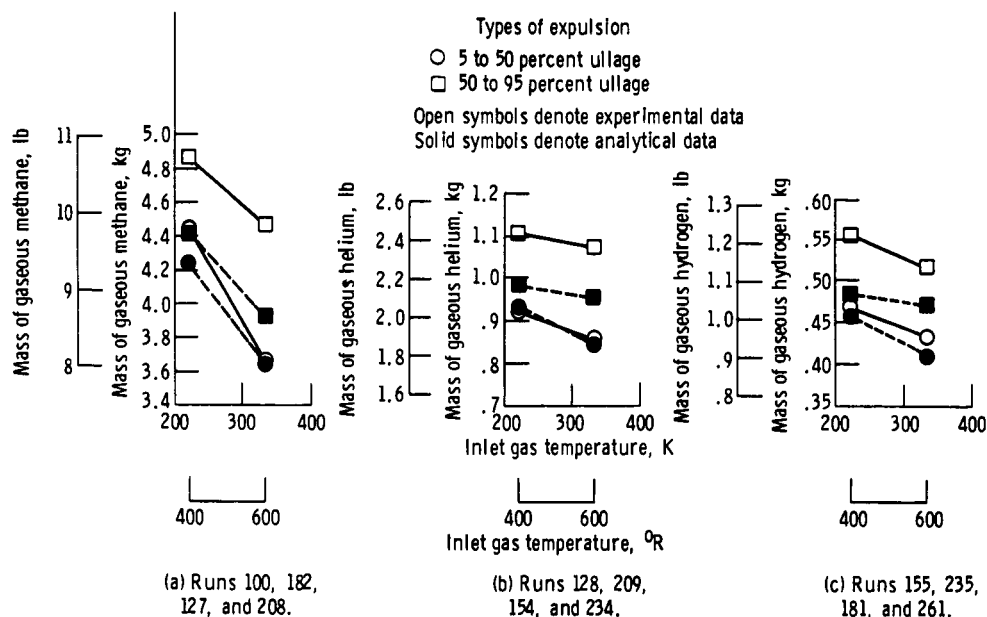 Types of expulsion
5 to 50 percent ullage
50 to 95 percent ullage
Open symbols denote experimental data
Solid symbols denote analytical data
Mass of gaseous methane, lb
11
10
9
8
Mass of gaseous methane, kg
5.0
4.8
4.6
4.4
4.2
4.0
3.8
3.6
3.4
200 300 400
Mass of gaseous helium, lb
2.6
2.4
2.2
2.0
1.8
1.6
Mass of gaseous helium, kg
1.2
1.1
1.0
.9
.8
.7
200 300 400
Inlet gas temperature, K
Mass of gaseous hydrogen, lb
1.3
1.2
1.1
1.0
.9
.8
Mass of gaseous hydrogen, kg
.60
.55
.50
.45
.40
.35
200 300 400
400 600
400 600
400 600
Inlet gas temperature, ⁰R
(a) Runs 100, 182,
127, and 208.
(b) Runs 128, 209,
154, and 234.
(c) Runs 155, 235,
181, and 261.